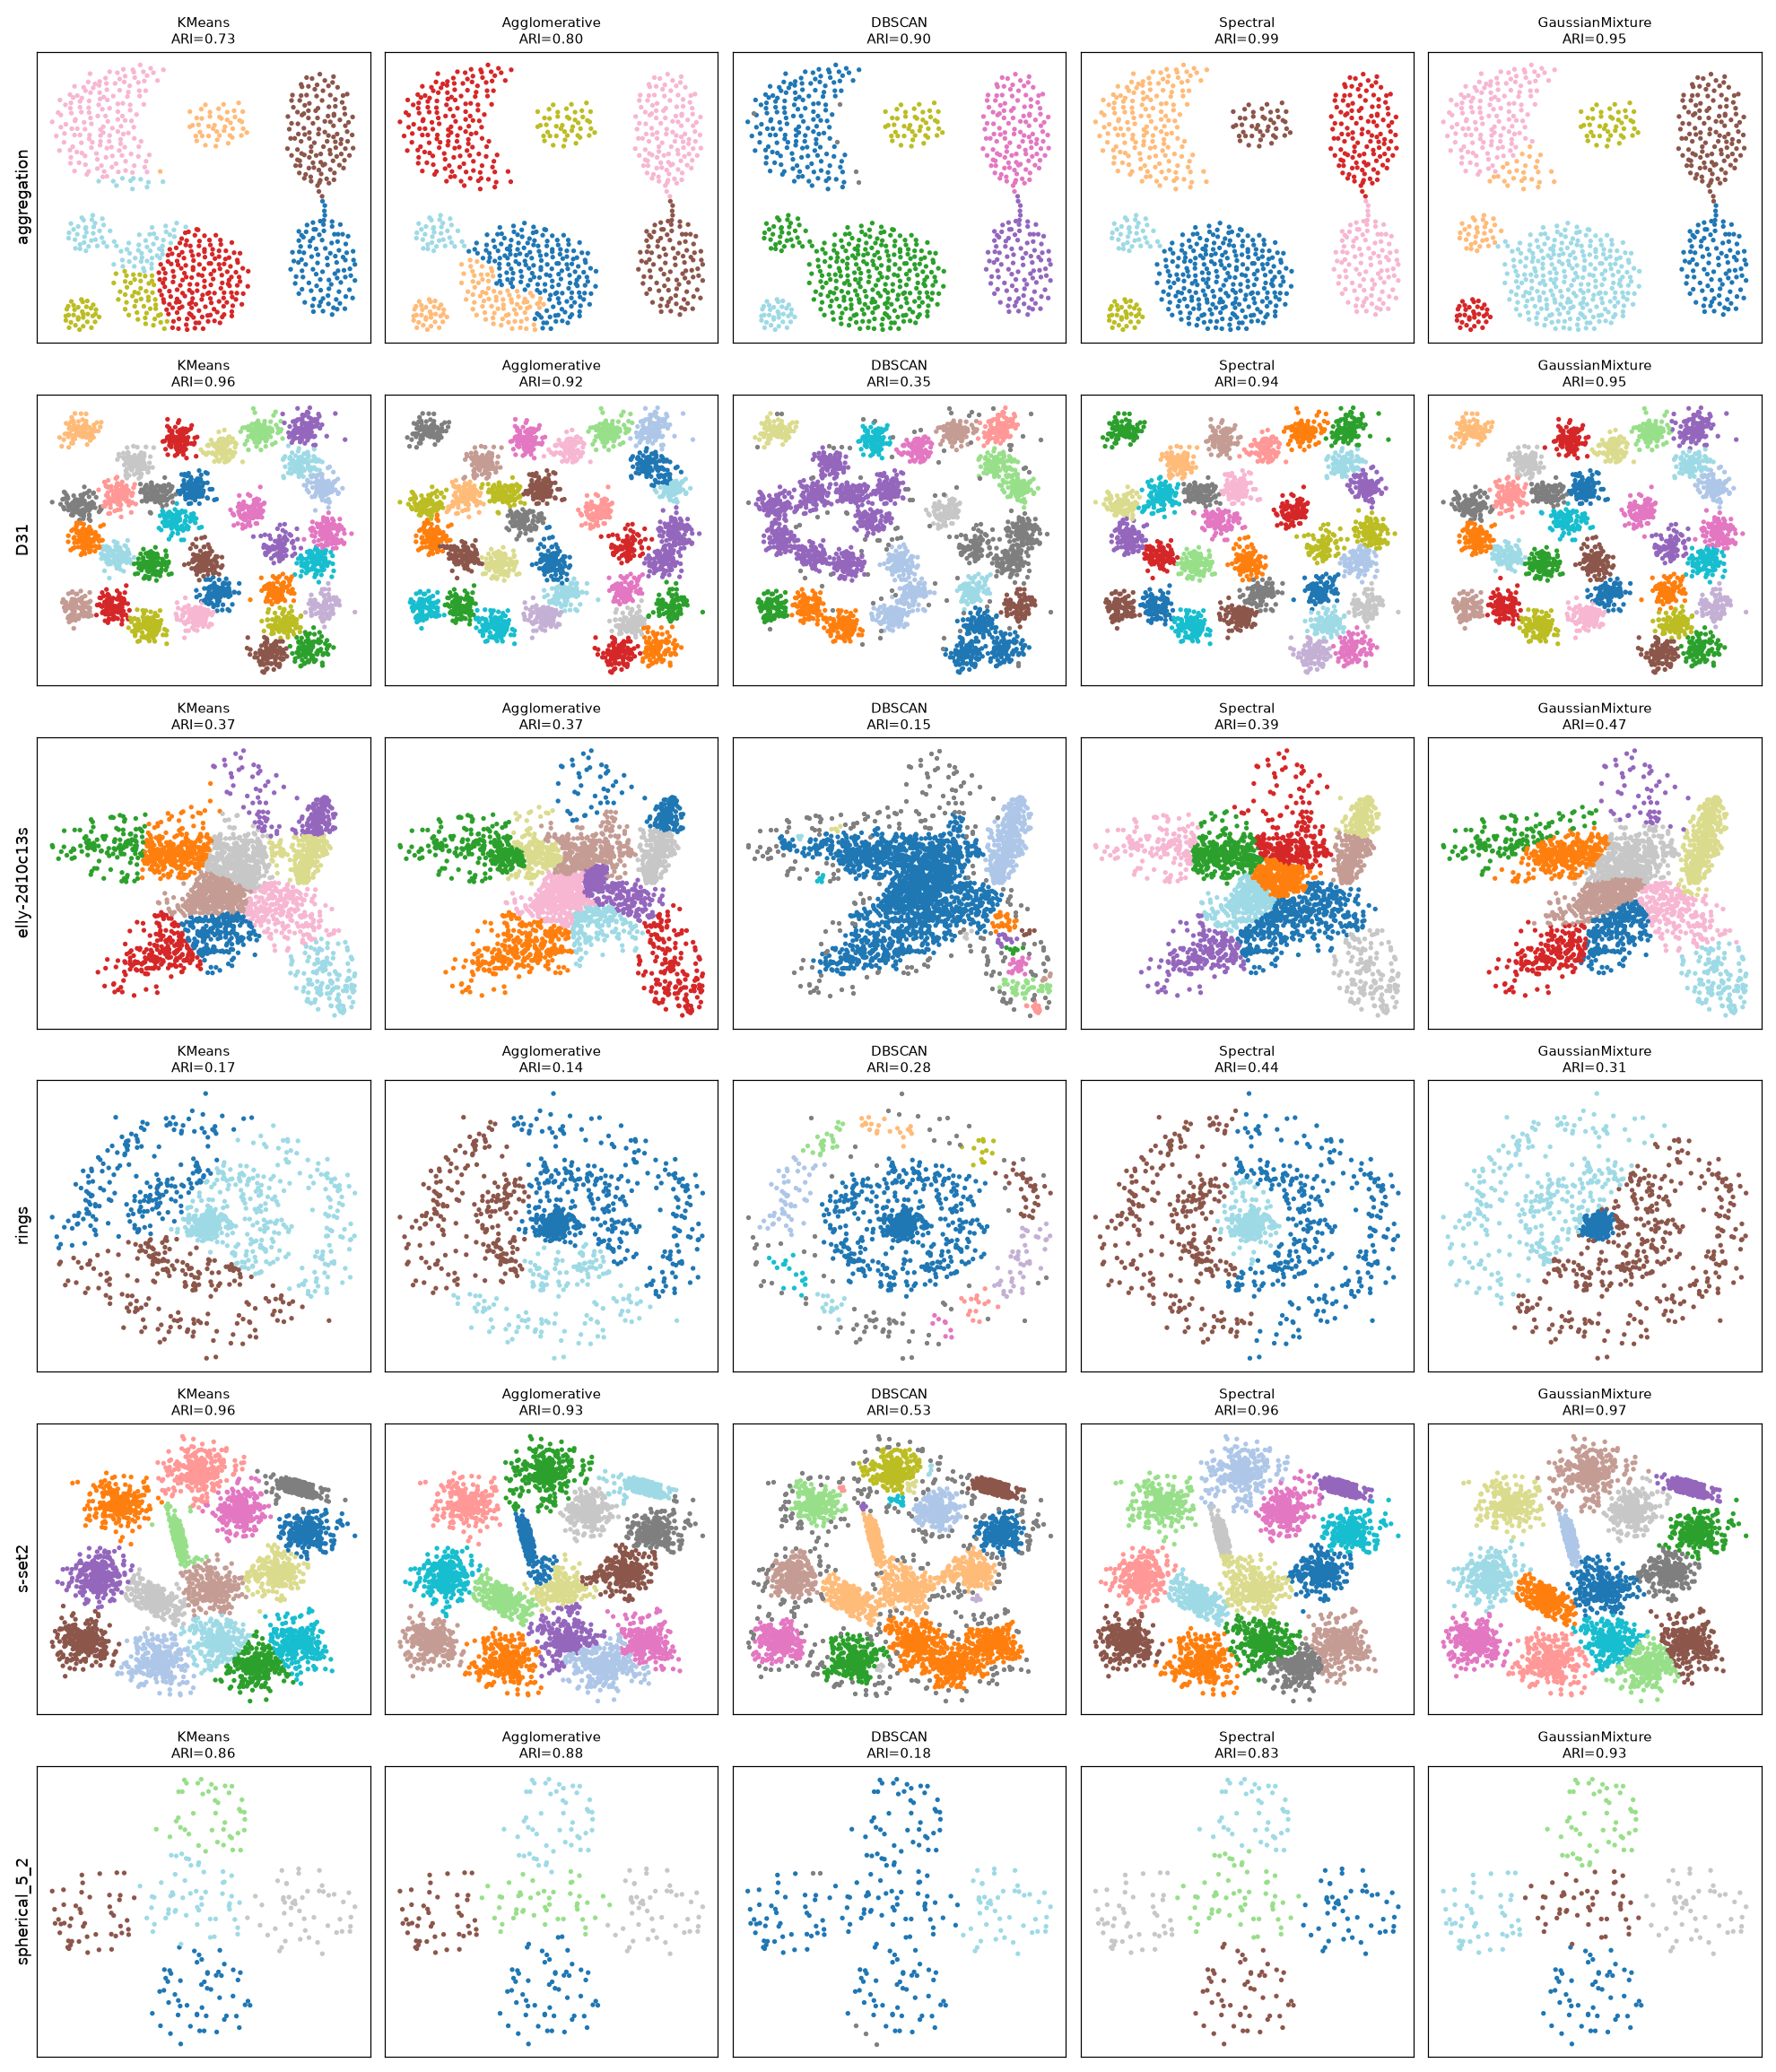 KMeans
ARI=0.73
Agglomerative
ARI=0.80
DBSCAN
ARI=0.90
Spectral
ARI=0.99
GaussianMixture
ARI=0.95
aggregation
KMeans
ARI=0.96
Agglomerative
ARI=0.92
DBSCAN
ARI=0.35
Spectral
ARI=0.94
GaussianMixture
ARI=0.95
D31
KMeans
ARI=0.37
Agglomerative
ARI=0.37
DBSCAN
ARI=0.15
Spectral
ARI=0.39
GaussianMixture
ARI=0.47
elly-2d10c13s
KMeans
ARI=0.17
Agglomerative
ARI=0.14
DBSCAN
ARI=0.28
Spectral
ARI=0.44
GaussianMixture
ARI=0.31
rings
KMeans
ARI=0.96
Agglomerative
ARI=0.93
DBSCAN
ARI=0.53
Spectral
ARI=0.96
GaussianMixture
ARI=0.97
s-set2
KMeans
ARI=0.86
Agglomerative
ARI=0.88
DBSCAN
ARI=0.18
Spectral
ARI=0.83
GaussianMixture
ARI=0.93
spherical_5_2